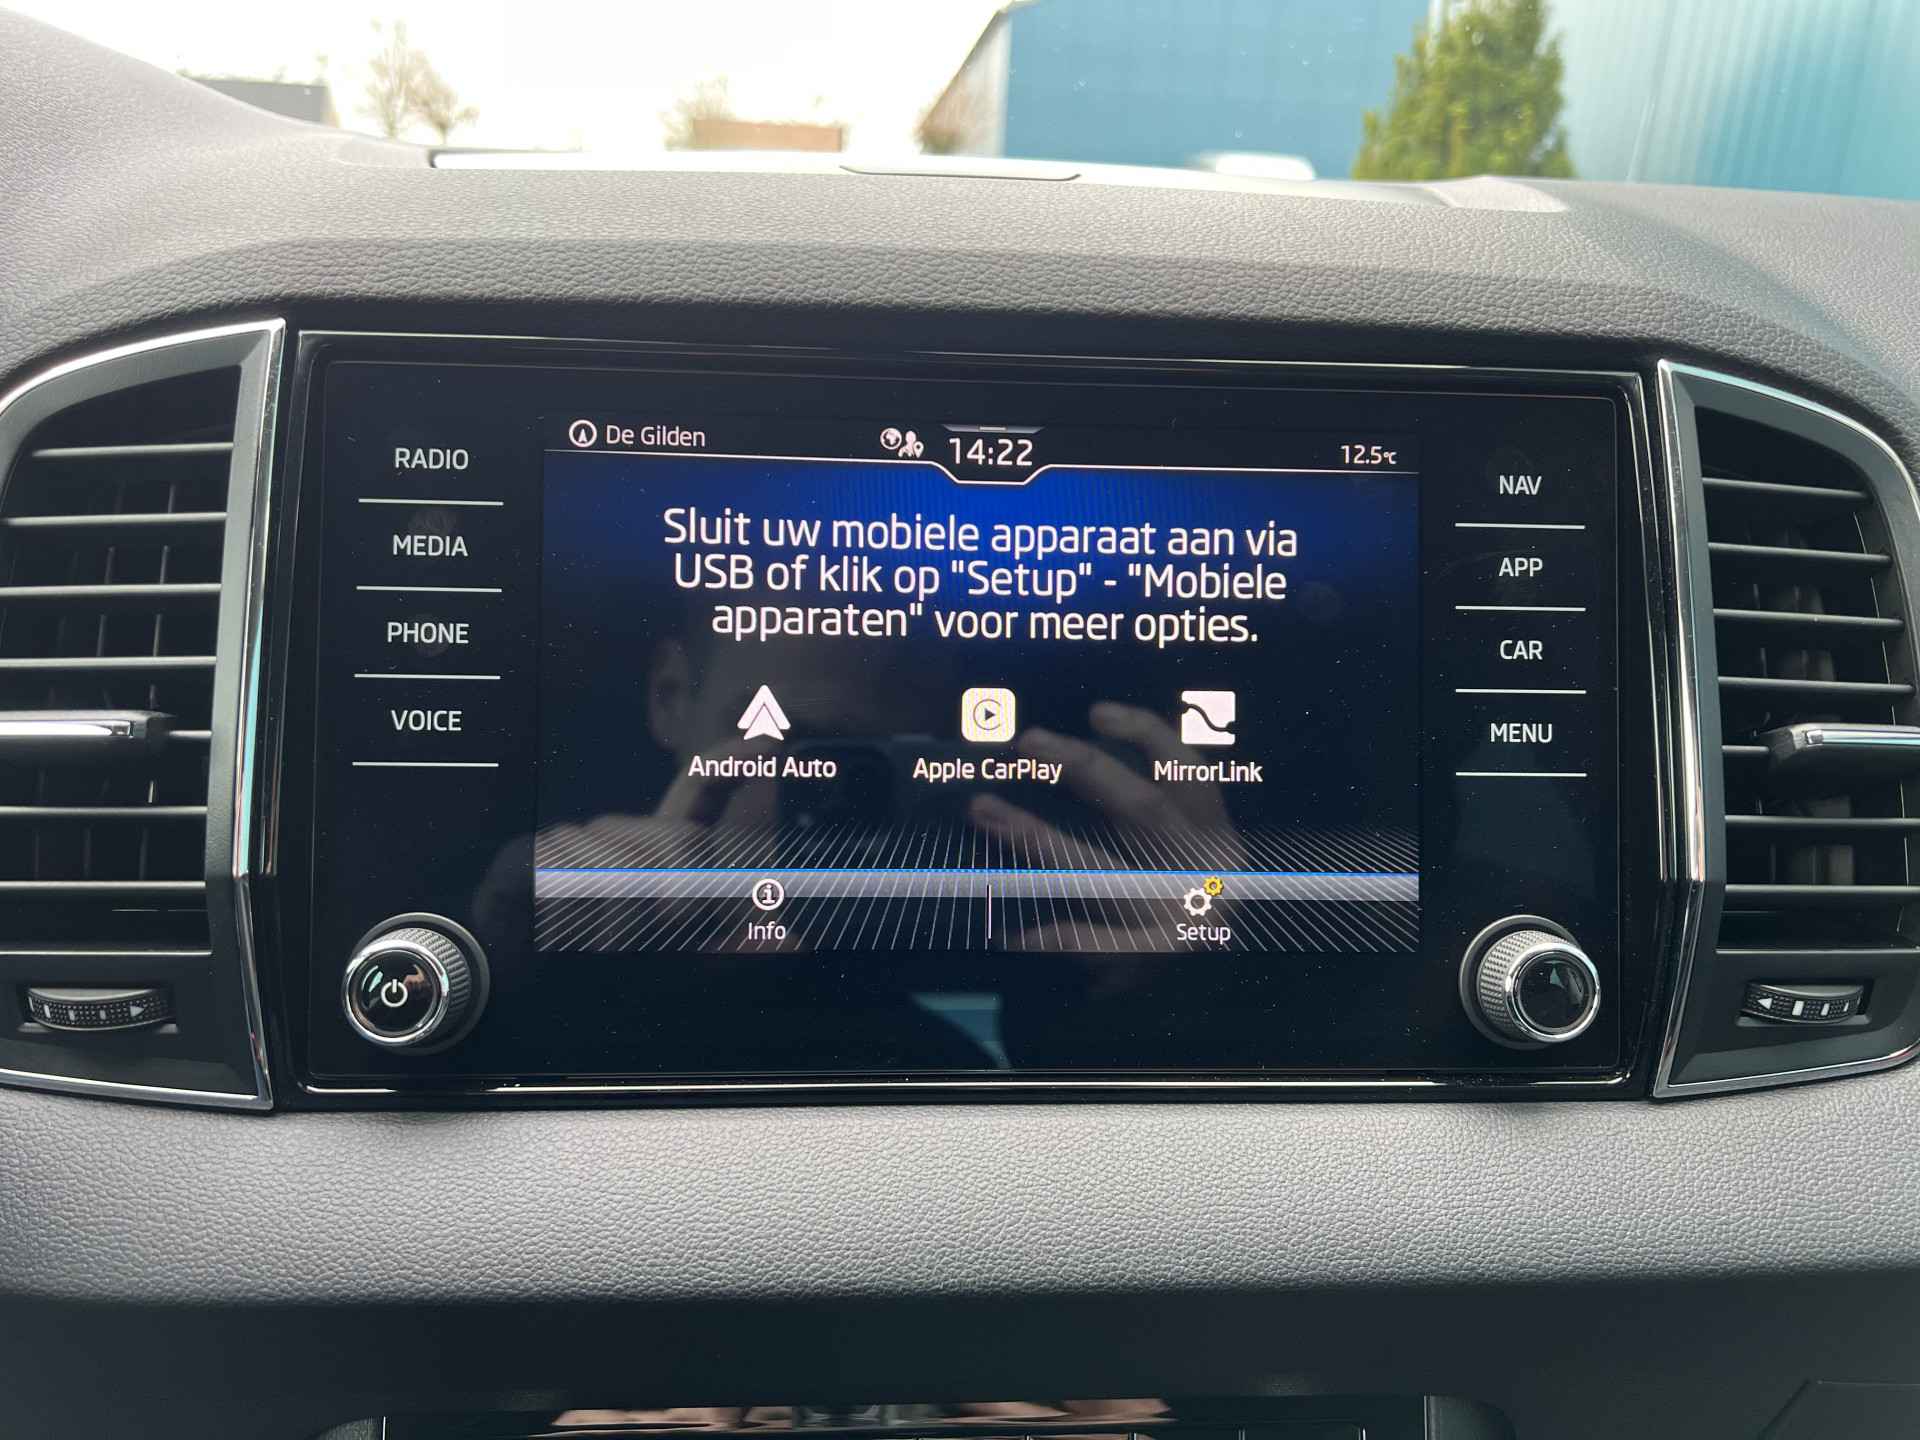 De Gilden 14:22 12.5°C
RADIO
MEDIA
PHONE
VOICE
Sluit uw mobiele apparaat aan via
USB of klik op "Setup" - "Mobiele
apparaten" voor meer opties.
Android Auto Apple CarPlay MirrorLink
Info Setup
NAV
APP
CAR
MENU